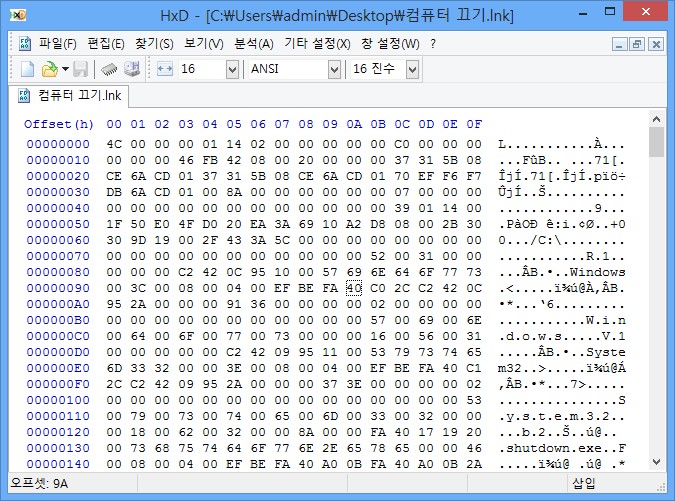 HxD - [C:₩Users₩admin₩Desktop₩컴퓨터 끄기.lnk]
파일(F) 편집(E) 찾기(S) 보기(V) 분석(A) 기타 설정(X) 창 설정(W) ?
16 ANSI 16 진수
컴퓨터 끄기.lnk
Offset(h) 00 01 02 03 04 05 06 07 08 09 0A 0B 0C 0D 0E 0F
00000000 4C 00 00 00 01 14 02 00 00 00 00 00 C0 00 00 00 L...........À...
00000010 00 00 00 46 FB 42 08 00 20 00 00 00 37 31 5B 08 ...FûB.. ...71[.
00000020 CE 6A CD 01 37 31 5B 08 CE 6A CD 01 70 EF F6 F7 ÎjÍ.71[.ÎjÍ.pïö÷
00000030 DB 6A CD 01 00 8A 00 00 00 00 00 00 07 00 00 00 ÛjÍ..Š..........
00000040 00 00 00 00 00 00 00 00 00 00 00 00 39 01 14 00 ............9...
00000050 1F 50 E0 4F D0 20 EA 3A 69 10 A2 D8 08 00 2B 30 .PàOÐ ê:i.¢Ø..+0
00000060 30 9D 19 00 2F 43 3A 5C 00 00 00 00 00 00 00 00 0../C:\........
00000070 00 00 00 00 00 00 00 00 00 00 00 52 00 31 00 00 ...........R.1..
00000080 00 00 00 C2 42 0C 95 10 00 57 69 6E 64 6F 77 73 ...ÂB.•..Windows
00000090 00 3C 00 08 00 04 00 EF BE FA 40 C0 2C C2 42 0C .<.....ï¾ú@À,ÂB.
000000A0 95 2A 00 00 00 91 36 00 00 00 00 00 02 00 00 00 •*...‘6.........
000000B0 00 00 00 00 00 00 00 00 00 00 00 57 00 69 00 6E ...........W.i.n
000000C0 00 64 00 6F 00 77 00 73 00 00 00 16 00 56 00 31 .d.o.w.s.....V.1
000000D0 00 00 00 00 00 C2 42 09 95 11 00 53 79 73 74 65 .....ÂB.•..Syste
000000E0 6D 33 32 00 00 3E 00 08 00 04 00 EF BE FA 40 C1 m32..>.....ï¾ú@Á
000000F0 2C C2 42 09 95 2A 00 00 00 37 3E 00 00 00 00 02 ,ÂB.•*...7>.....
00000100 00 00 00 00 00 00 00 00 00 00 00 00 00 00 00 53 ...............S
00000110 00 79 00 73 00 74 00 65 00 6D 00 33 00 32 00 00 .y.s.t.e.m.3.2..
00000120 00 18 00 62 00 32 00 00 8A 00 00 FA 40 17 19 20 ...b.2..Š..ú@..
00000130 00 73 68 75 74 64 6F 77 6E 2E 65 78 65 00 00 46 .shutdown.exe..F
00000140 00 08 00 04 00 EF BE FA 40 A0 0B FA 40 A0 0B 2A .....ï¾ú@ .ú@ .*
오프셋: 9A 삽입